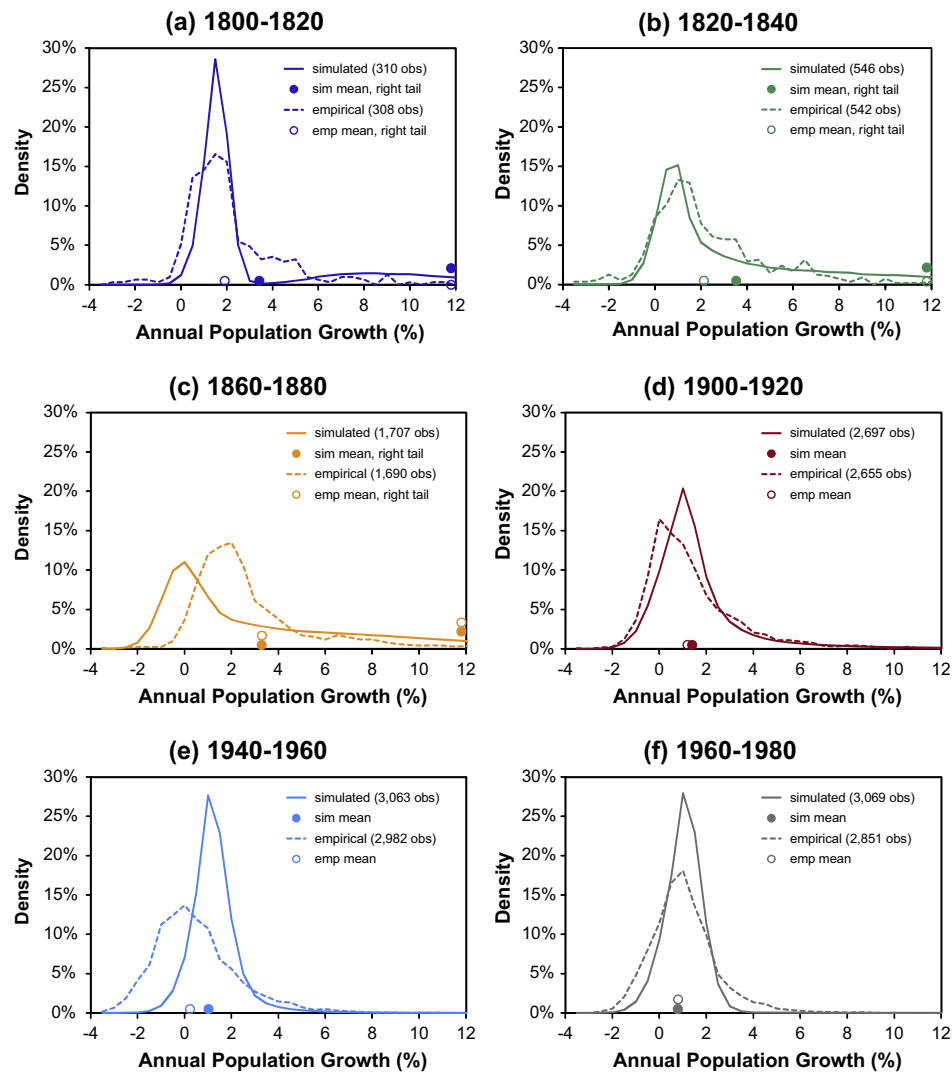 (a) 1800-1820
30%
25%
20%
15%
10%
5%
0%
Density
simulated (310 obs)
sim mean, right tail
empirical (308 obs)
emp mean, right tail
-4 -2 0 2 4 6 8 10 12
Annual Population Growth (%)
(b) 1820-1840
30%
25%
20%
15%
10%
5%
0%
Density
simulated (546 obs)
sim mean, right tail
empirical (542 obs)
emp mean, right tail
-4 -2 0 2 4 6 8 10 12
Annual Population Growth (%)
(c) 1860-1880
30%
25%
20%
15%
10%
5%
0%
Density
simulated (1,707 obs)
sim mean, right tail
empirical (1,690 obs)
emp mean, right tail
-4 -2 0 2 4 6 8 10 12
Annual Population Growth (%)
(d) 1900-1920
30%
25%
20%
15%
10%
5%
0%
Density
simulated (2,697 obs)
sim mean
empirical (2,655 obs)
emp mean
-4 -2 0 2 4 6 8 10 12
Annual Population Growth (%)
(e) 1940-1960
30%
25%
20%
15%
10%
5%
0%
Density
simulated (3,063 obs)
sim mean
empirical (2,982 obs)
emp mean
-4 -2 0 2 4 6 8 10 12
Annual Population Growth (%)
(f) 1960-1980
30%
25%
20%
15%
10%
5%
0%
Density
simulated (3,069 obs)
sim mean
empirical (2,851 obs)
emp mean
-4 -2 0 2 4 6 8 10 12
Annual Population Growth (%)